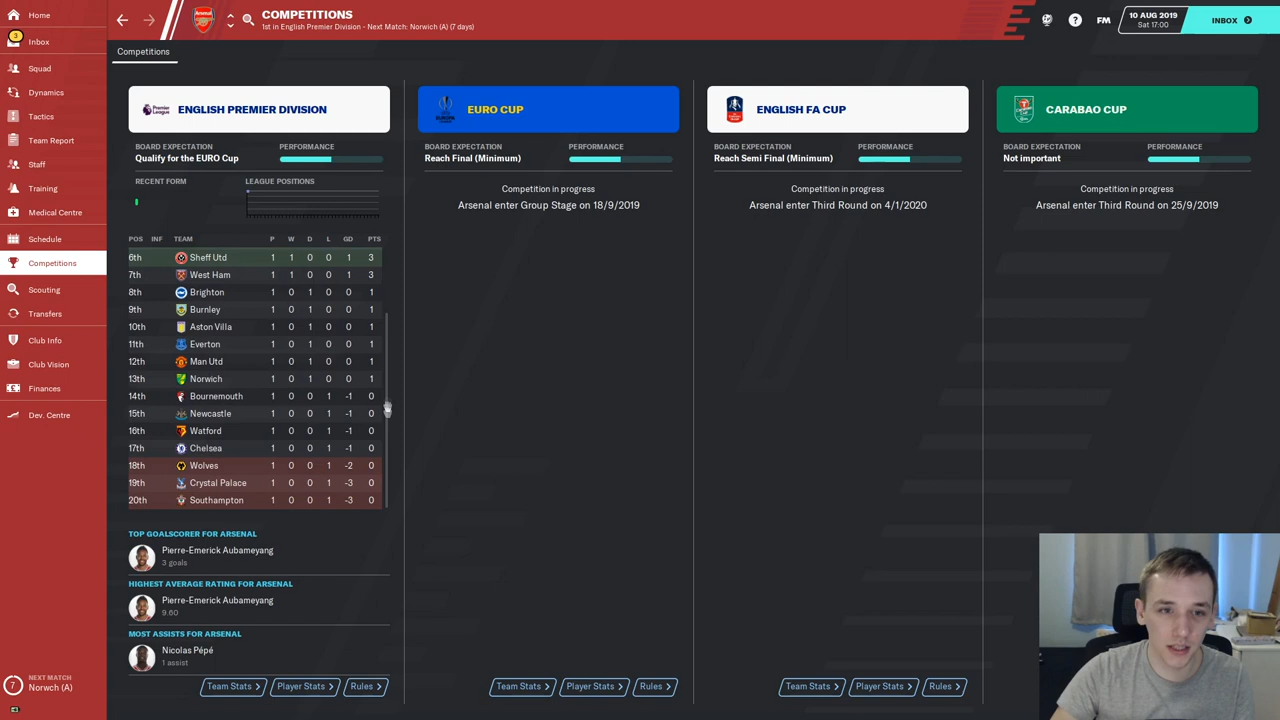 Home
COMPETITIONS
1st in English Premier Division - Next Match: Norwich (A) (7 days)
FM
10 AUG 2019
Sat 17:00
INBOX
3
Inbox
Squad
Dynamics
Tactics
Team Report
Staff
Training
Medical Centre
Schedule
Competitions
Scouting
Transfers
Club Info
Club Vision
Finances
Dev. Centre
7
NEXT MATCH
Norwch (A)
Competitions
ENGLISH PREMIER DIVISION
BOARD EXPECTATION PERFORMANCE
Qualify for the EURO Cup
RECENT FORM LEAGUE POSITIONS
POS INF TEAM P W D L GD PTS
6th Sheff Utd 1 1 0 0 1 3
7th West Ham 1 1 0 0 1 3
8th Brighton 1 0 1 0 0 1
9th Burnley 1 0 1 0 0 1
10th Aston Villa 1 0 1 0 0 1
11th Everton 1 0 1 0 0 1
12th Man Utd 1 0 1 0 0 1
13th Norwich 1 0 1 0 0 1
14th Bournemouth 1 0 0 1 -1 0
15th Newcastle 1 0 0 1 -1 0
16th Watford 1 0 0 1 -1 0
17th Chelsea 1 0 0 1 -1 0
18th Wolves 1 0 0 1 -2 0
19th Crystal Palace 1 0 0 1 -3 0
20th Southampton 1 0 0 1 -3 0
TOP GOALSCORER FOR ARSENAL
Pierre-Emerick Aubameyang
3 goals
HIGHEST AVERAGE RATING FOR ARSENAL
Pierre-Emerick Aubameyang
9.60
MOST ASSISTS FOR ARSENAL
Nicolas Pépé
1 assist
Team Stats Player Stats Rules
EURO CUP
BOARD EXPECTATION PERFORMANCE
Reach Final (Minimum)
Competition in progress
Arsenal enter Group Stage on 18/9/2019
Team Stats Player Stats Rules
ENGLISH FA CUP
BOARD EXPECTATION PERFORMANCE
Reach Semi Final (Minimum)
Competition in progress
Arsenal enter Third Round on 4/1/2020
Team Stats Player Stats Rules
CARABAO CUP
BOARD EXPECTATION PERFORMANCE
Not important
Competition in progress
Arsenal enter Third Round on 25/9/2019